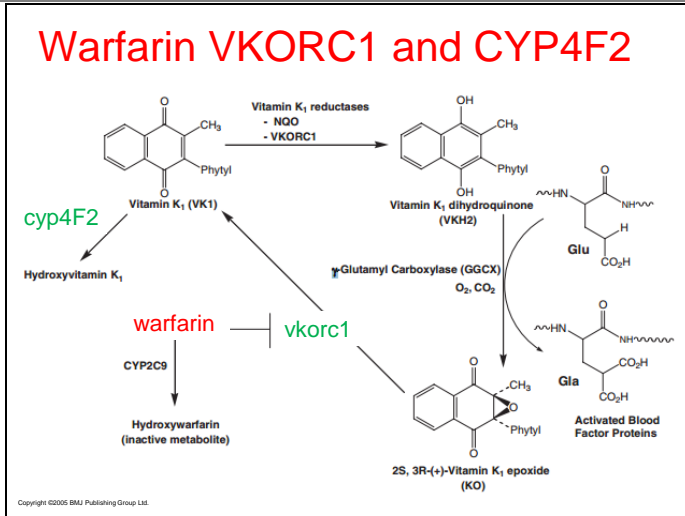 Warfarin VKORC1 and CYP4F2
O
CH₃
Phytyl
O
Vitamin K₁ (VK1)
Vitamin K₁ reductases
- NQO
- VKORC1
OH
CH₃
Phytyl
OH
Vitamin K₁ dihydroquinone
(VKH2)
HN
O
NH
H
CO₂H
Glu
cyp4F2
Hydroxyvitamin K₁
γ-Glutamyl Carboxylase (GGCX)
O₂, CO₂
warfarin
vkorc1
CYP2C9
Hydroxywarfarin
(inactive metabolite)
HN
O
NH
CO₂H
CO₂H
Gla
Activated Blood
Factor Proteins
O
CH₃
O
Phytyl
O
2S, 3R-(+)-Vitamin K₁ epoxide
(KO)
Copyright ©2005 BMJ Publishing Group Ltd.